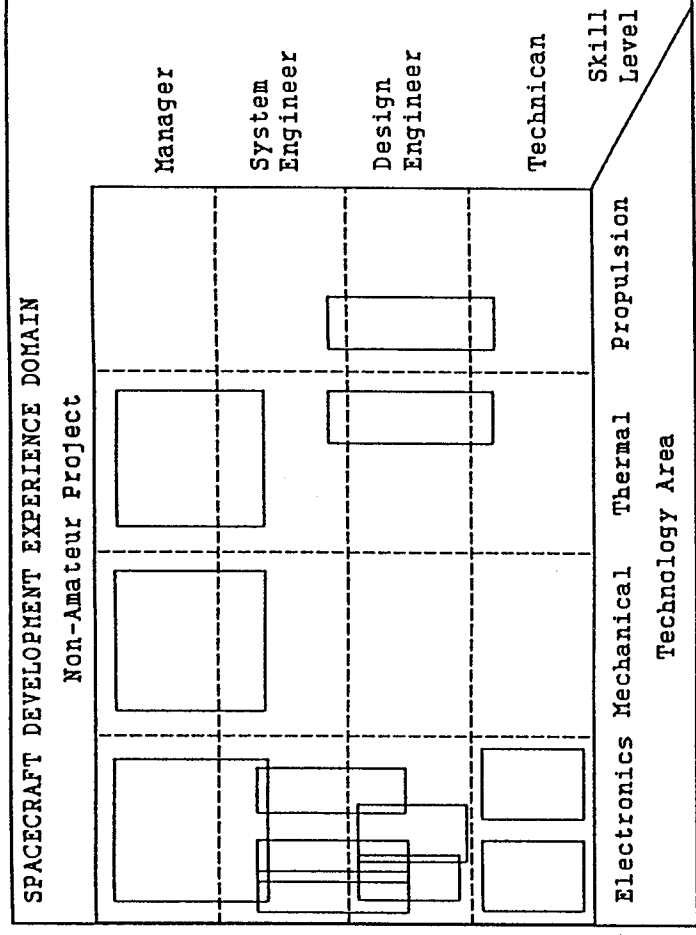 SPACECRAFT DEVELOPMENT EXPERIENCE DOMAIN
Non-Amateur Project
Manager
System
Engineer
Design
Engineer
Technican
Skill
Level
Electronics Mechanical Thermal Propulsion
Technology Area